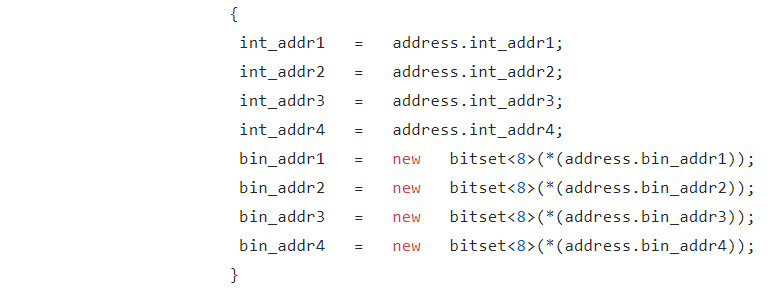 {
int_addr1 = address.int_addr1;
int_addr2 = address.int_addr2;
int_addr3 = address.int_addr3;
int_addr4 = address.int_addr4;
bin_addr1 = new bitset<8>(*(address.bin_addr1));
bin_addr2 = new bitset<8>(*(address.bin_addr2));
bin_addr3 = new bitset<8>(*(address.bin_addr3));
bin_addr4 = new bitset<8>(*(address.bin_addr4));
}